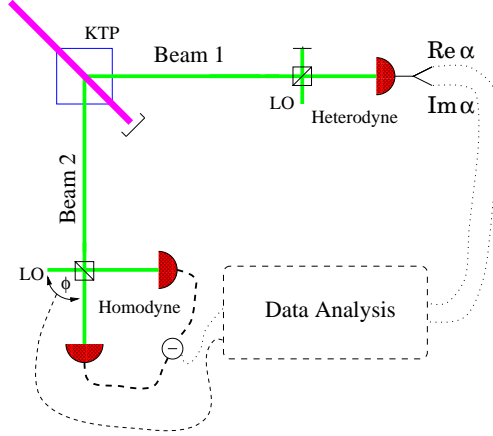 KTP
Beam 1
Re α
Im α
LO
Heterodyne
Beam 2
LO
ϕ
Homodyne
−
Data Analysis